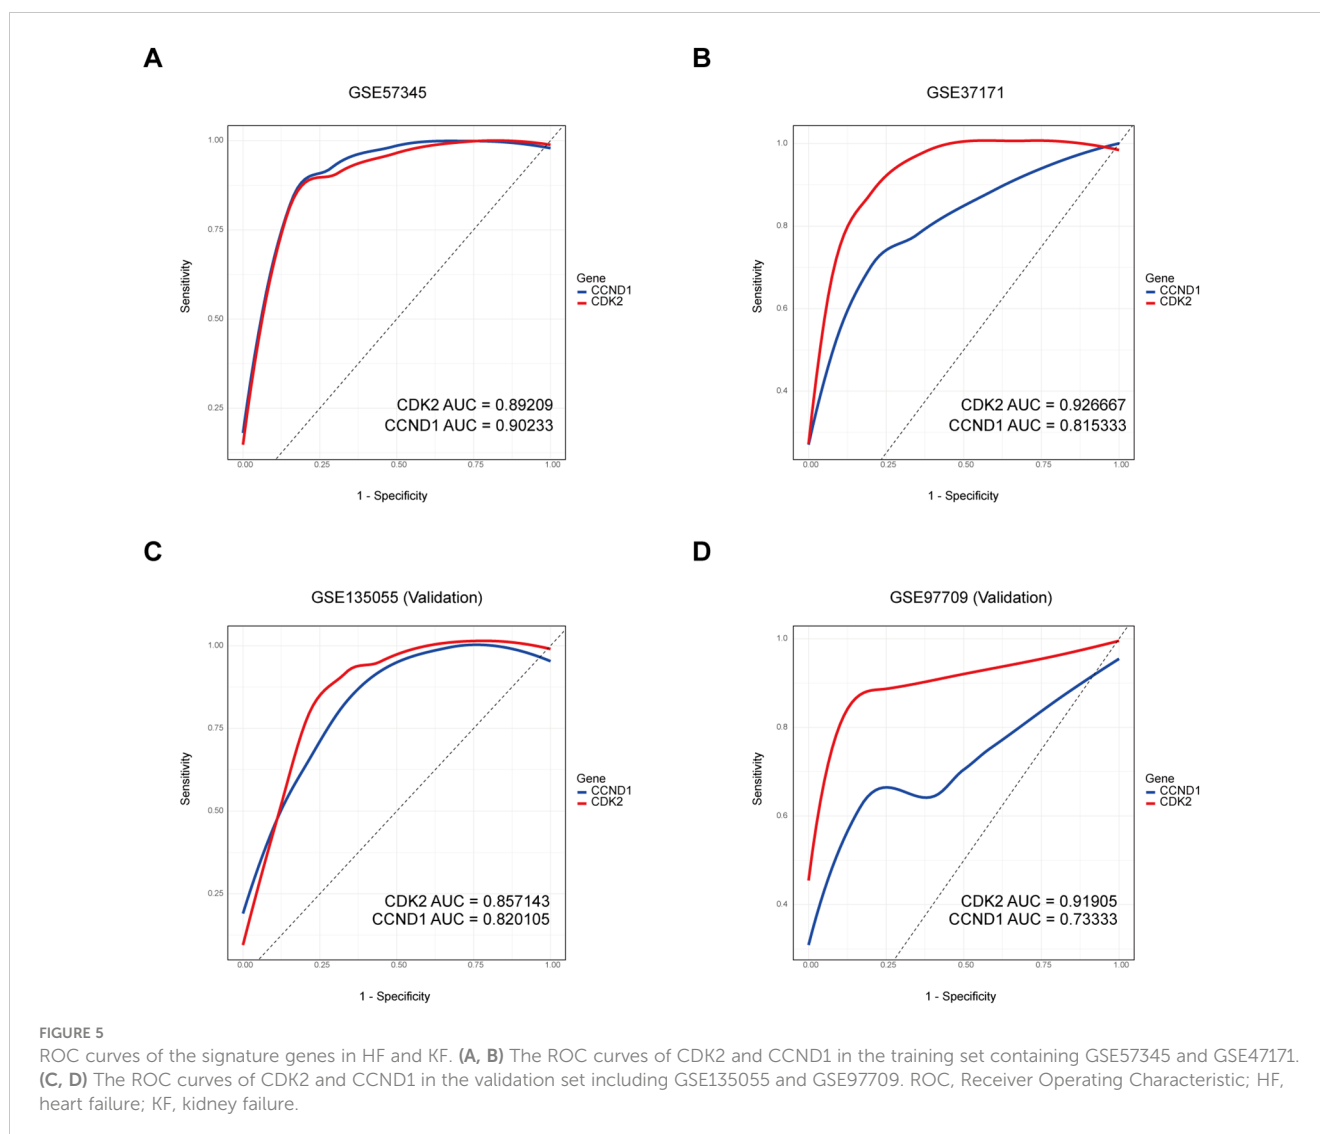 A
GSE57345
1.00
0.75
0.50
0.25
Sensitivity
0.00 0.25 0.50 0.75 1.00
1 - Specificity
Gene
CCND1
CDK2
CDK2 AUC = 0.89209
CCND1 AUC = 0.90233
B
GSE37171
1.0
0.8
0.6
0.4
Sensitivity
0.00 0.25 0.50 0.75 1.00
1 - Specificity
Gene
CCND1
CDK2
CDK2 AUC = 0.926667
CCND1 AUC = 0.815333
C
GSE135055 (Validation)
1.00
0.75
0.50
0.25
Sensitivity
0.00 0.25 0.50 0.75 1.00
1 - Specificity
Gene
CCND1
CDK2
CDK2 AUC = 0.857143
CCND1 AUC = 0.820105
D
GSE97709 (Validation)
1.0
0.8
0.6
0.4
Sensitivity
0.00 0.25 0.50 0.75 1.00
1 - Specificity
Gene
CCND1
CDK2
CDK2 AUC = 0.91905
CCND1 AUC = 0.73333
FIGURE 5
ROC curves of the signature genes in HF and KF. (A, B) The ROC curves of CDK2 and CCND1 in the training set containing GSE57345 and GSE47171.
(C, D) The ROC curves of CDK2 and CCND1 in the validation set including GSE135055 and GSE97709. ROC, Receiver Operating Characteristic; HF,
heart failure; KF, kidney failure.